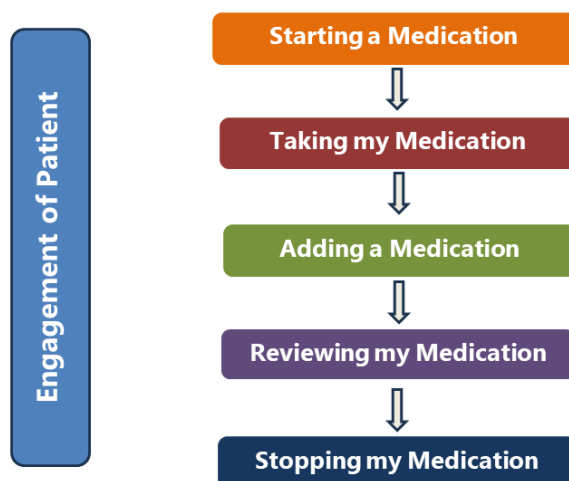 Engagement of Patient
Starting a Medication
Taking my Medication
Adding a Medication
Reviewing my Medication
Stopping my Medication